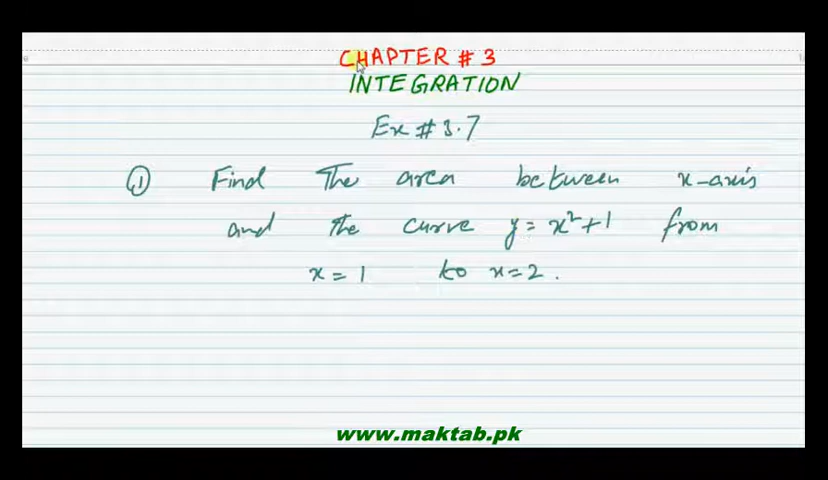 CHAPTER # 3
INTEGRATION
Ex # 3.7
① Find The area between x-axis
and the curve y = x²+1 from
x = 1 to x = 2 .
www.maktab.pk